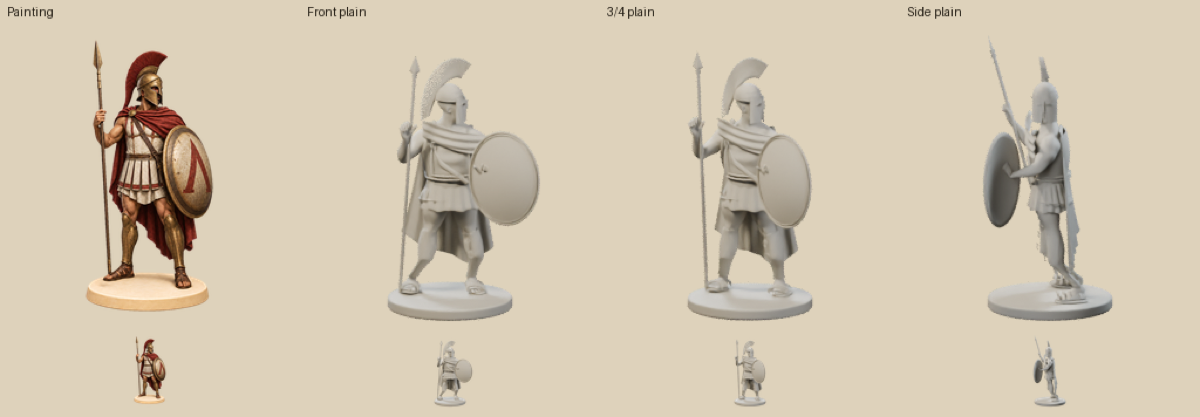 Painting
Front plain
3/4 plain
Side plain
Λ